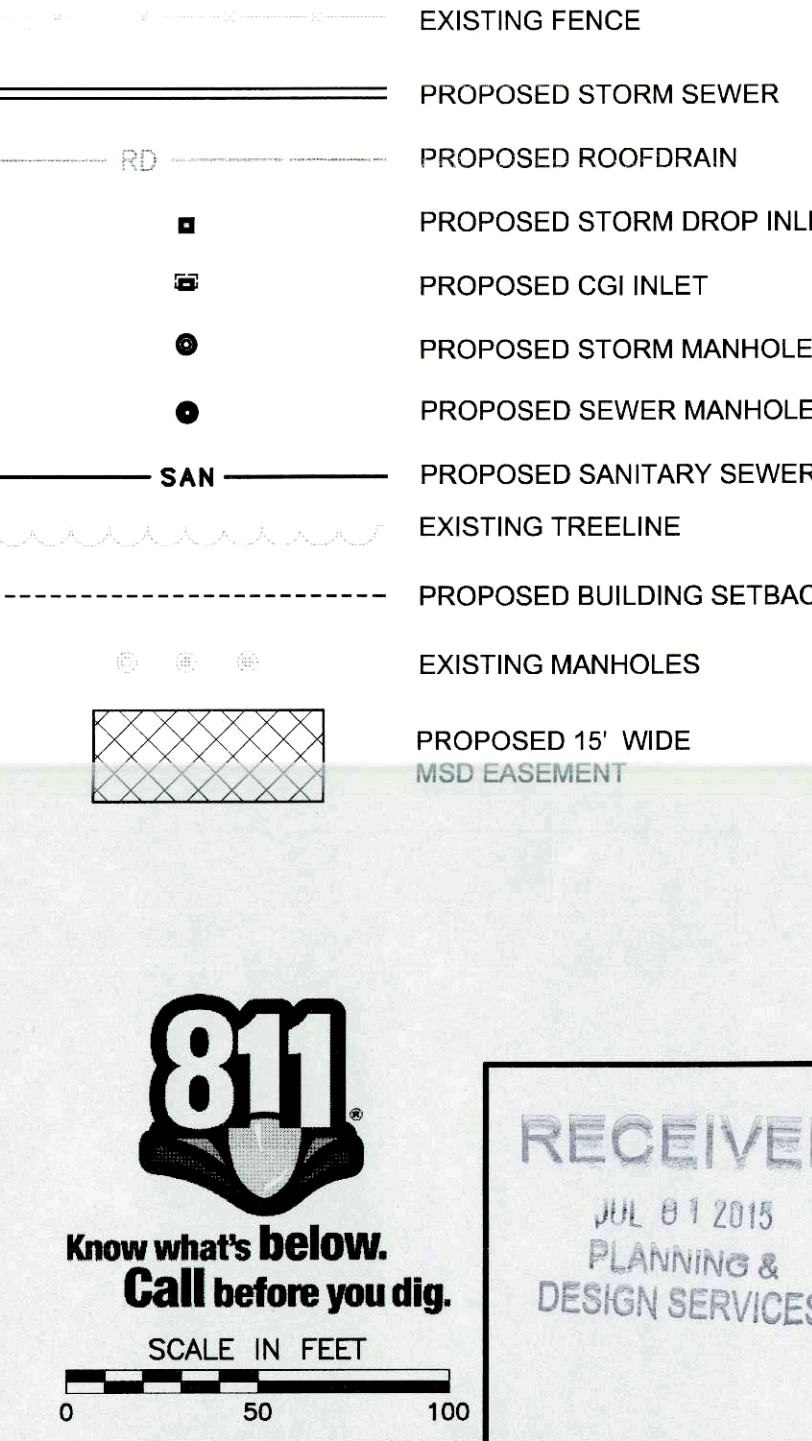 EXISTING FENCE
PROPOSED STORM SEWER
RD
PROPOSED ROOFDRAIN
PROPOSED STORM DROP INL
PROPOSED CGI INLET
PROPOSED STORM MANHOLE
PROPOSED SEWER MANHOLE
SAN
PROPOSED SANITARY SEWER
EXISTING TREELINE
PROPOSED BUILDING SETBAC
EXISTING MANHOLES
PROPOSED 15' WIDE
MSD EASEMENT
811®
Know what's below.
Call before you dig.
SCALE IN FEET
0 50 100
RECEIVE
JUL 01 2015
PLANNING &
DESIGN SERVICES